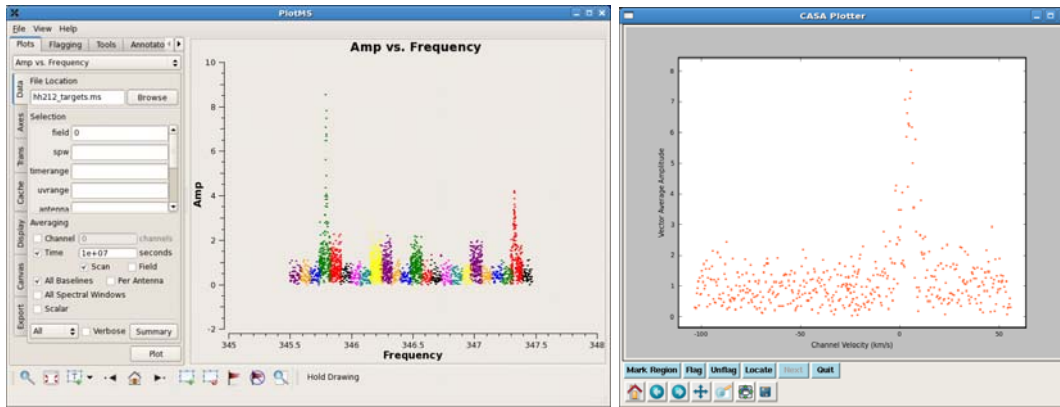 PlotMS
File View Help
Plots Flagging Tools Annotato
Amp vs. Frequency
Data
Axes
Trans
Cache
Display
Canvas
Export
File Location
hh212_targets.ms Browse
Selection
field 0
spw
timerange
uvrange
antenna
Averaging
Channel 0 channels
Time 1e+07 seconds
Scan Field
All Baselines Per Antenna
All Spectral Windows
Scalar
All Verbose Summary
Plot
Amp vs. Frequency
10
8
6
4
2
0
-2
Amp
345 345.5 346 346.5 347 347.5 348
Frequency
Hold Drawing
CASA Plotter
8
7
6
5
4
3
2
1
0
Vector Average Amplitude
-100 -50 0 50
Channel Velocity (km/s)
Mark Region Flag Unflag Locate Next Quit